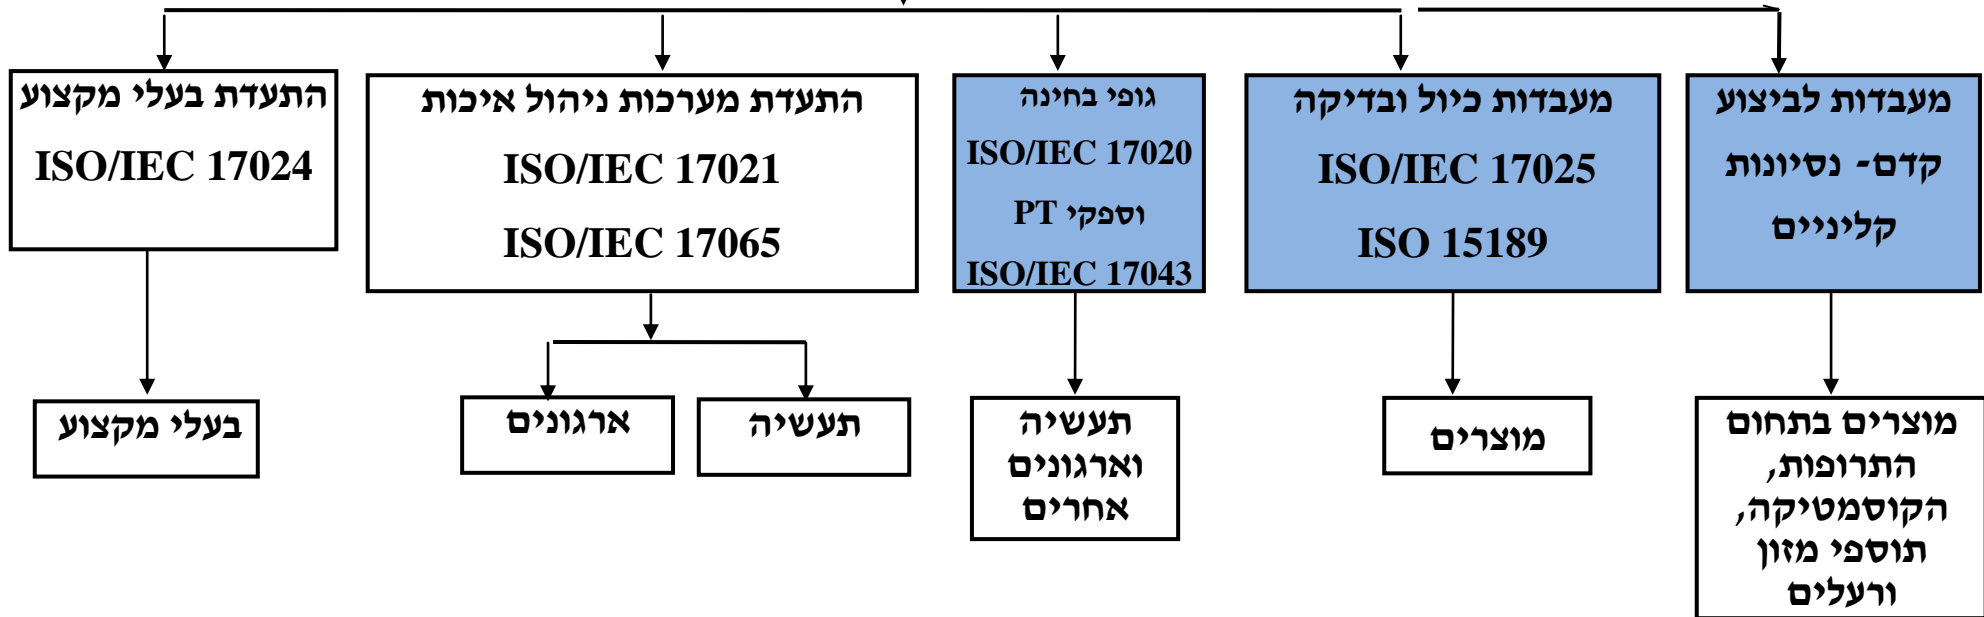 מעבדות לביצוע
קדם- נסיונות
קליניים
מעבדות כיול ובדיקה
ISO/IEC 17025
ISO 15189
גופי בחינה
ISO/IEC 17020
וספקי PT
ISO/IEC 17043
התעדת מערכות ניהול איכות
ISO/IEC 17021
ISO/IEC 17065
התעדת בעלי מקצוע
ISO/IEC 17024
מוצרים בתחום
התרופות,
הקוסמטיקה,
תוספי מזון
ורעלים
מוצרים
תעשיה
וארגונים
אחרים
תעשיה
ארגונים
בעלי מקצוע